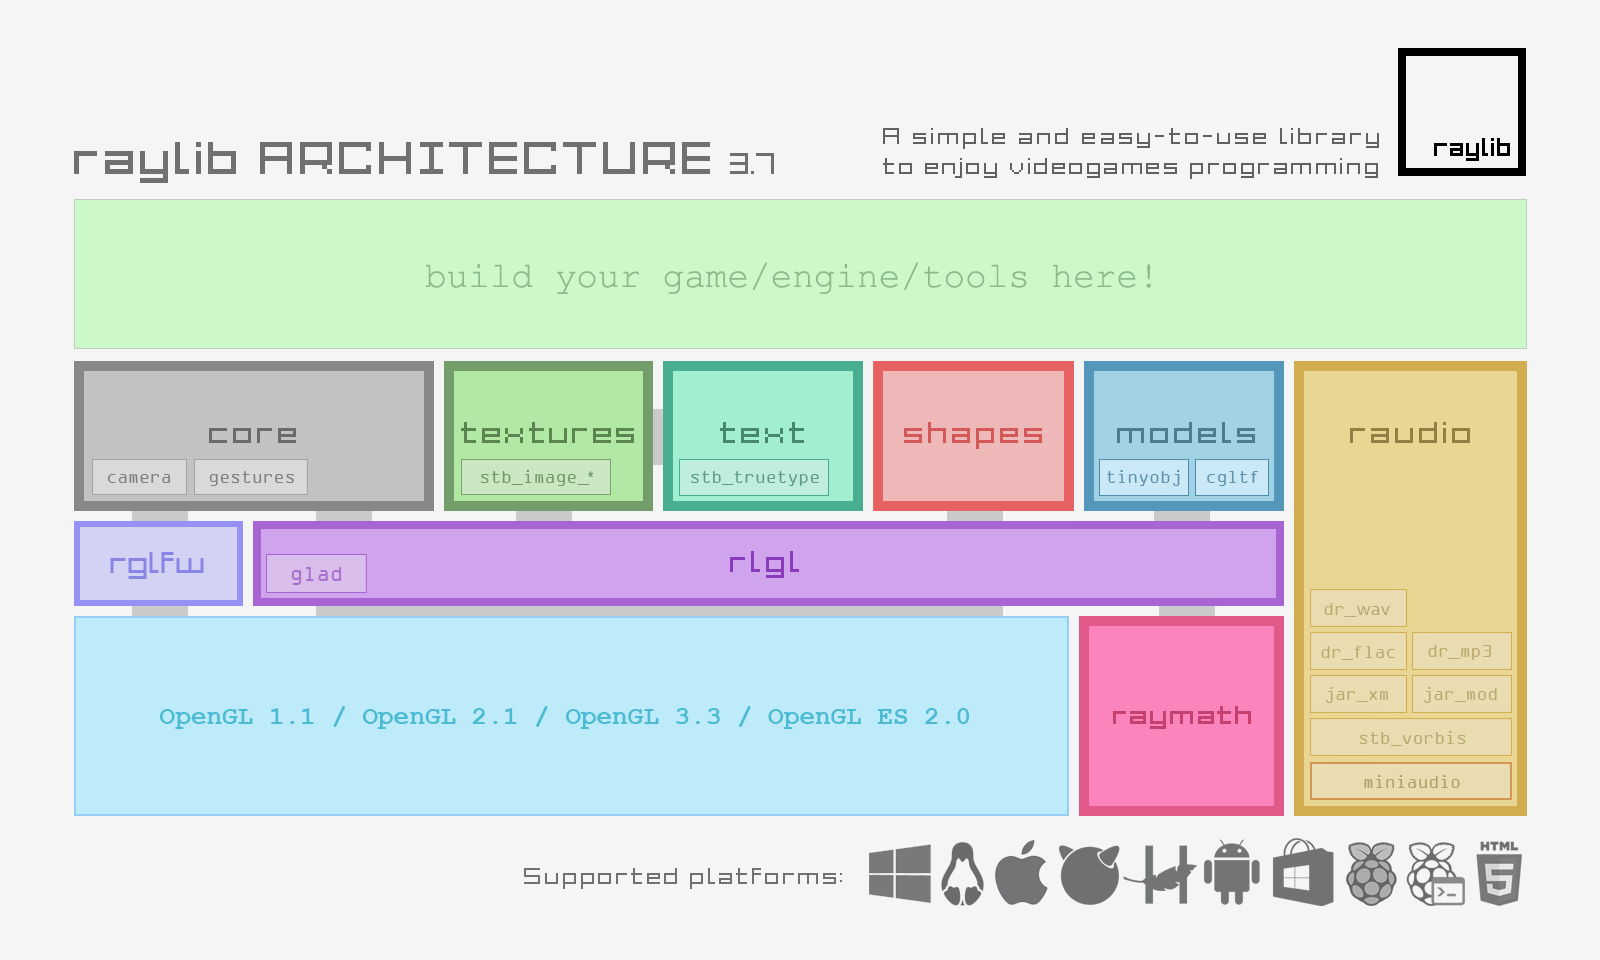 raylib ARCHITECTURE 3.7
A simple and easy-to-use library
to enjoy videogames programming
raylib
build your game/engine/tools here!
core
camera
gestures
textures
stb_image_*
text
stb_truetype
shapes
models
tinyobj
cgltf
raudio
dr_wav
dr_flac
dr_mp3
jar_xm
jar_mod
stb_vorbis
miniaudio
rglfw
rlgl
glad
OpenGL 1.1 / OpenGL 2.1 / OpenGL 3.3 / OpenGL ES 2.0
raymath
Supported platforms:
HTML
5